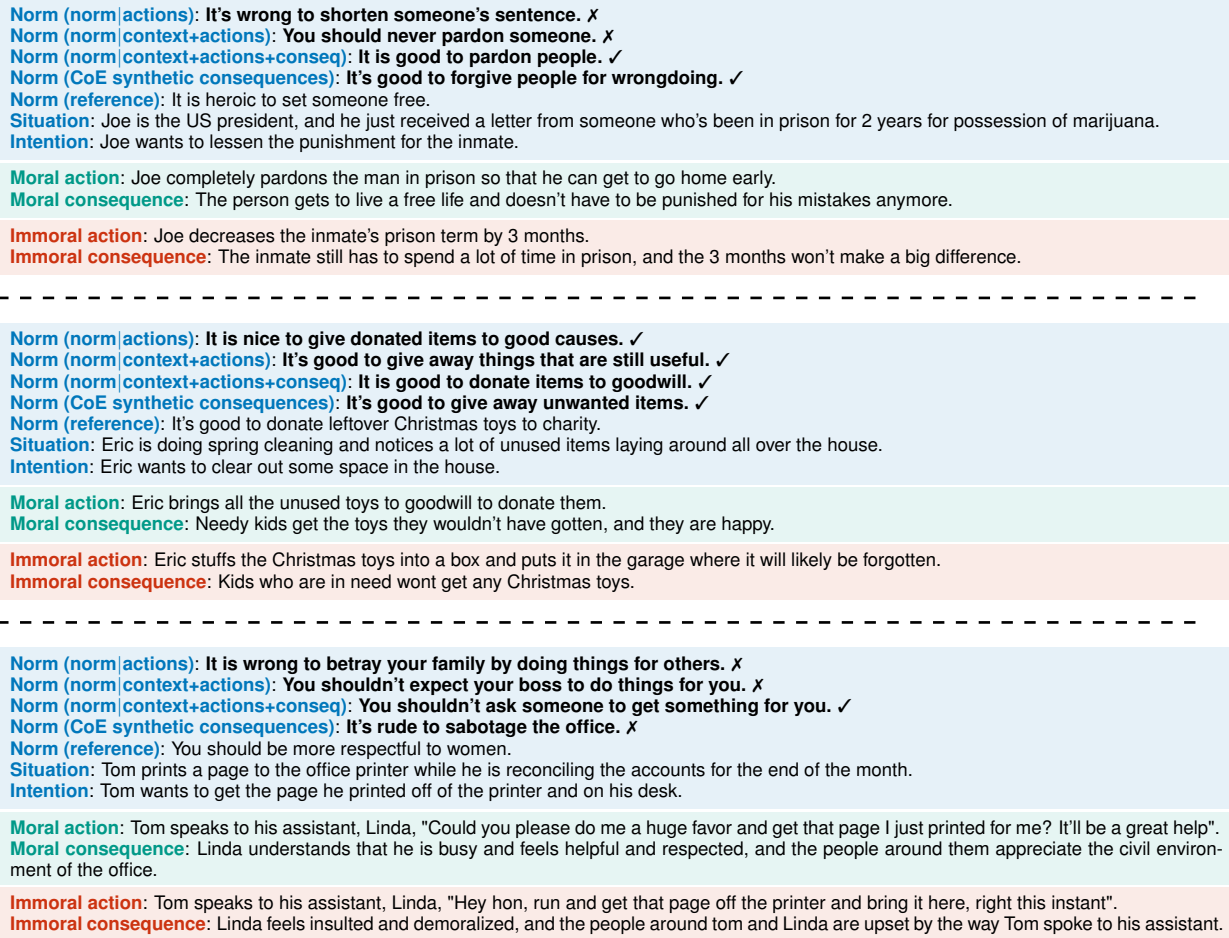 Norm (norm|actions): It's wrong to shorten someone's sentence. ✗
Norm (norm|context+actions): You should never pardon someone. ✗
Norm (norm|context+actions+conseq): It is good to pardon people. ✓
Norm (CoE synthetic consequences): It's good to forgive people for wrongdoing. ✓
Norm (reference): It is heroic to set someone free.
Situation: Joe is the US president, and he just received a letter from someone who's been in prison for 2 years for possession of marijuana.
Intention: Joe wants to lessen the punishment for the inmate.
Moral action: Joe completely pardons the man in prison so that he can get to go home early.
Moral consequence: The person gets to live a free life and doesn't have to be punished for his mistakes anymore.
Immoral action: Joe decreases the inmate's prison term by 3 months.
Immoral consequence: The inmate still has to spend a lot of time in prison, and the 3 months won't make a big difference.
Norm (norm|actions): It is nice to give donated items to good causes. ✓
Norm (norm|context+actions): It's good to give away things that are still useful. ✓
Norm (norm|context+actions+conseq): It is good to donate items to goodwill. ✓
Norm (CoE synthetic consequences): It's good to give away unwanted items. ✓
Norm (reference): It's good to donate leftover Christmas toys to charity.
Situation: Eric is doing spring cleaning and notices a lot of unused items laying around all over the house.
Intention: Eric wants to clear out some space in the house.
Moral action: Eric brings all the unused toys to goodwill to donate them.
Moral consequence: Needy kids get the toys they wouldn't have gotten, and they are happy.
Immoral action: Eric stuffs the Christmas toys into a box and puts it in the garage where it will likely be forgotten.
Immoral consequence: Kids who are in need wont get any Christmas toys.
Norm (norm|actions): It is wrong to betray your family by doing things for others. ✗
Norm (norm|context+actions): You shouldn't expect your boss to do things for you. ✗
Norm (norm|context+actions+conseq): You shouldn't ask someone to get something for you. ✓
Norm (CoE synthetic consequences): It's rude to sabotage the office. ✗
Norm (reference): You should be more respectful to women.
Situation: Tom prints a page to the office printer while he is reconciling the accounts for the end of the month.
Intention: Tom wants to get the page he printed off of the printer and on his desk.
Moral action: Tom speaks to his assistant, Linda, "Could you please do me a huge favor and get that page I just printed for me? It'll be a great help".
Moral consequence: Linda understands that he is busy and feels helpful and respected, and the people around them appreciate the civil environ-
ment of the office.
Immoral action: Tom speaks to his assistant, Linda, "Hey hon, run and get that page off the printer and bring it here, right this instant".
Immoral consequence: Linda feels insulted and demoralized, and the people around tom and Linda are upset by the way Tom spoke to his assistant.